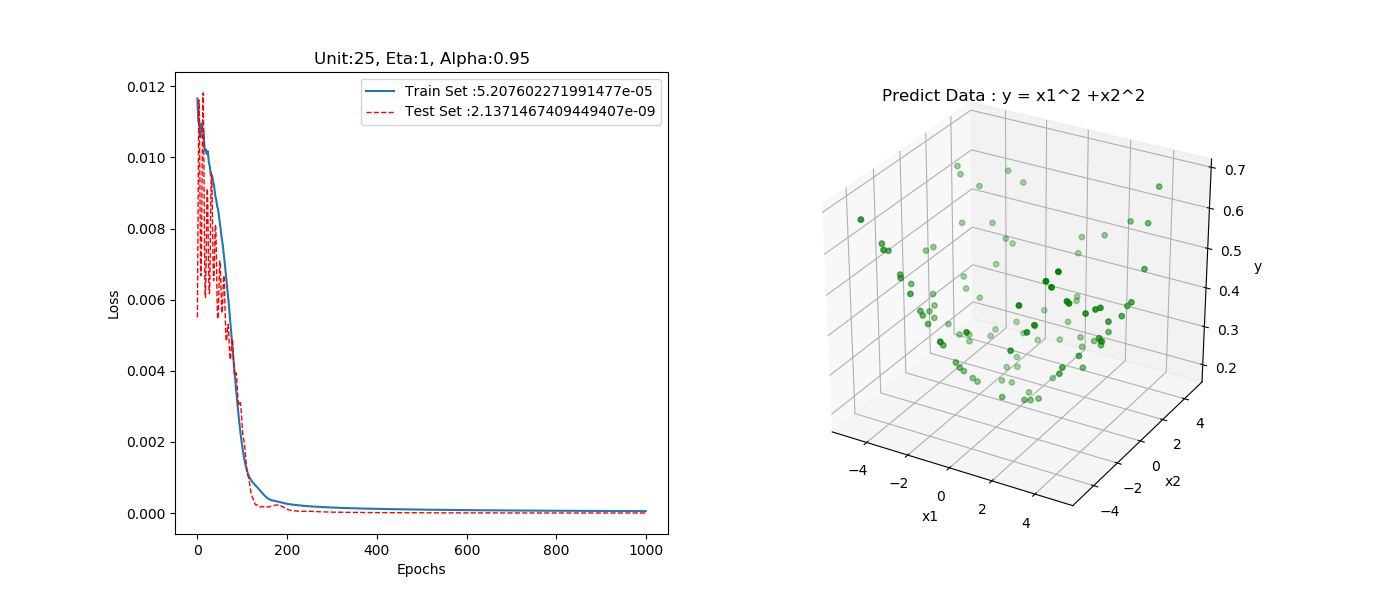 Unit:25, Eta:1, Alpha:0.95
Train Set :5.207602271991477e-05
Test Set :2.1371467409449407e-09
0.012
0.010
0.008
0.006
0.004
0.002
0.000
Loss
0 200 400 600 800 1000
Epochs
Predict Data : y = x1^2 +x2^2
0.7
0.6
0.5
0.4
0.3
0.2
y
−4 −2 0 2 4
x1
−4 −2 0 2 4
x2